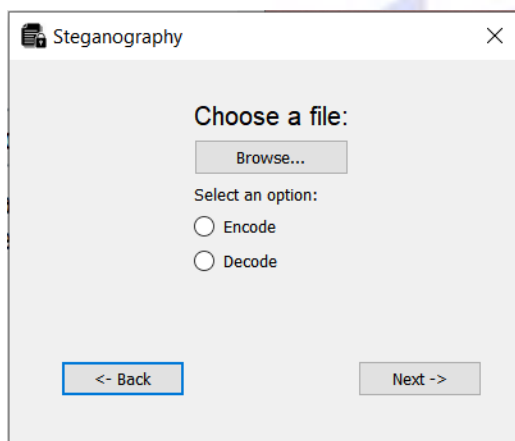 Steganography
Choose a file:
Browse...
Select an option:
Encode
Decode
<- Back
Next ->